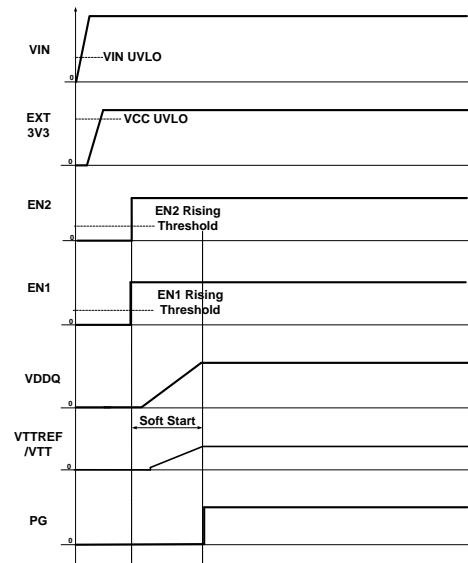 VIN
VIN UVLO
0
EXT
3V3
VCC UVLO
0
EN2
EN2 Rising
Threshold
0
EN1
EN1 Rising
Threshold
0
VDDQ
0
Soft Start
VTTREF
/VTT
0
PG
0